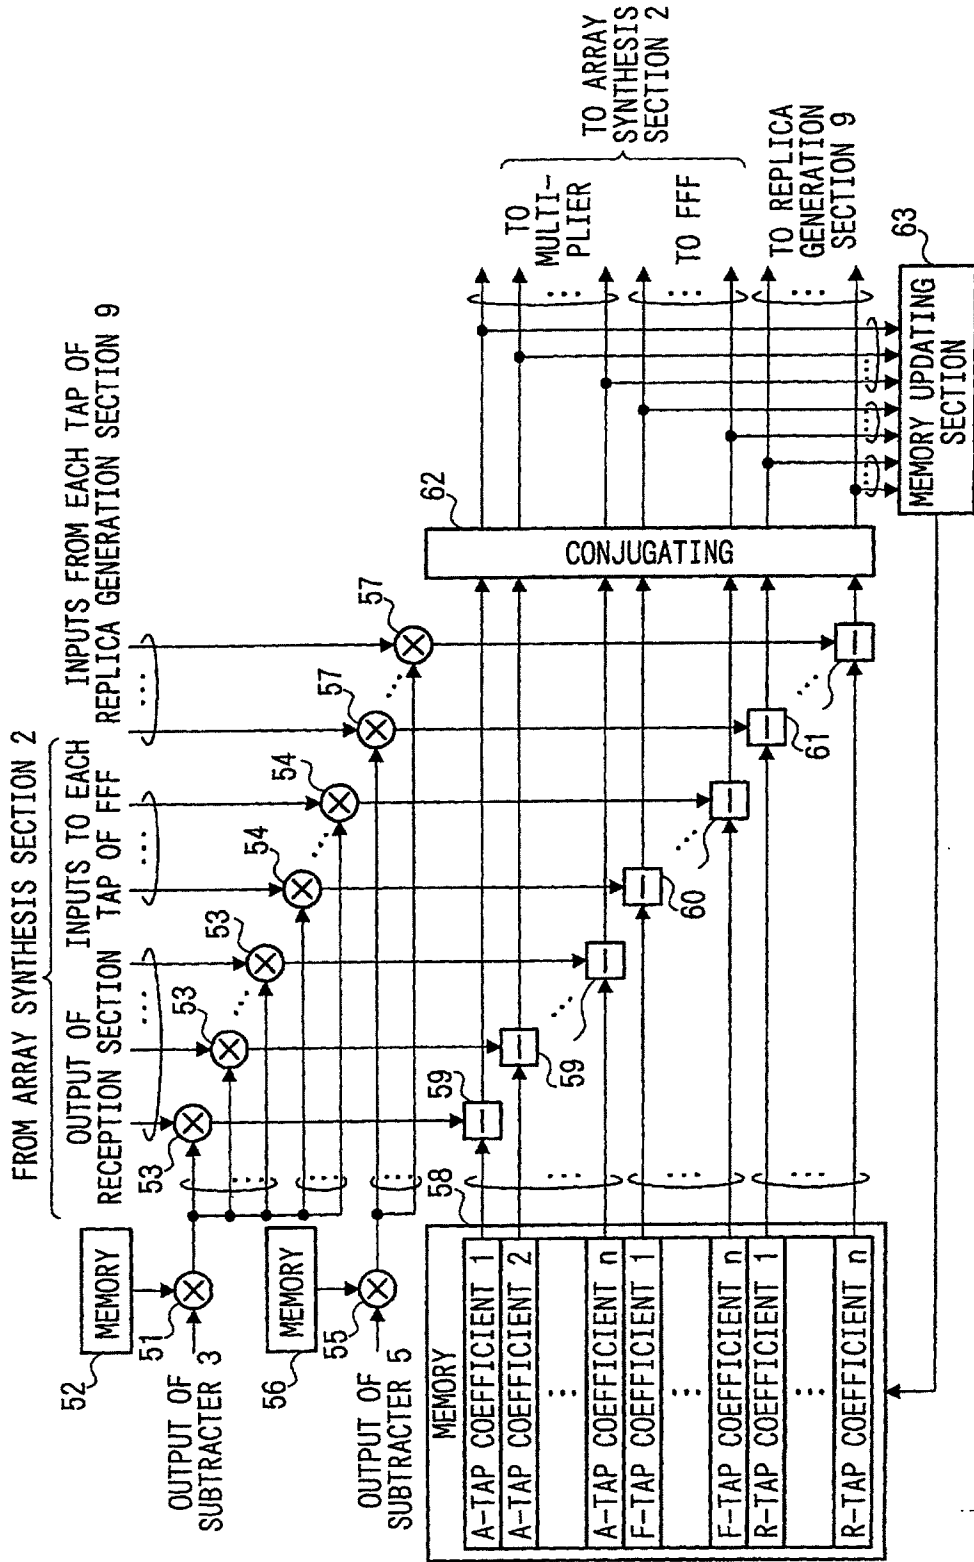 FROM ARRAY SYNTHESIS SECTION 2
OUTPUT OF
RECEPTION SECTION
INPUTS TO EACH
TAP OF FFF
INPUTS FROM EACH TAP OF
REPLICA GENERATION SECTION 9
52
MEMORY
51
OUTPUT OF
SUBTRACTER 3
53
53
53
54
54
57
57
56
MEMORY
55
OUTPUT OF
SUBTRACTER 5
58
MEMORY
A-TAP COEFFICIENT 1
A-TAP COEFFICIENT 2
A-TAP COEFFICIENT n
F-TAP COEFFICIENT 1
F-TAP COEFFICIENT n
R-TAP COEFFICIENT 1
R-TAP COEFFICIENT n
59
59
60
61
62
CONJUGATING
TO
MULTI-
PLIER
TO FFF
TO ARRAY
SYNTHESIS
SECTION 2
TO REPLICA
GENERATION
SECTION 9
63
MEMORY UPDATING
SECTION